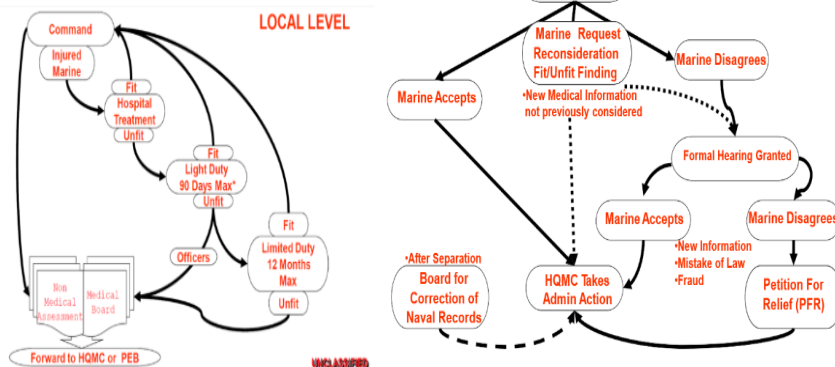 LOCAL LEVEL
Command
Injured
Marine
Fit
Hospital
Treatment
Unfit
Fit
Light Duty
90 Days Max*
Unfit
Officers
Fit
Limited Duty
12 Months
Max
Unfit
Non
Medical
Assessment
Medical
Board
Forward to HQMC or PEB
UNCLASSIFIED
Marine Request
Reconsideration
Fit/Unfit Finding
•New Medical Information
not previously considered
Marine Disagrees
Marine Accepts
Formal Hearing Granted
Marine Accepts
Marine Disagrees
•New Information
•Mistake of Law
•Fraud
•After Separation
Board for
Correction of
Naval Records
HQMC Takes
Admin Action
Petition For
Relief (PFR)